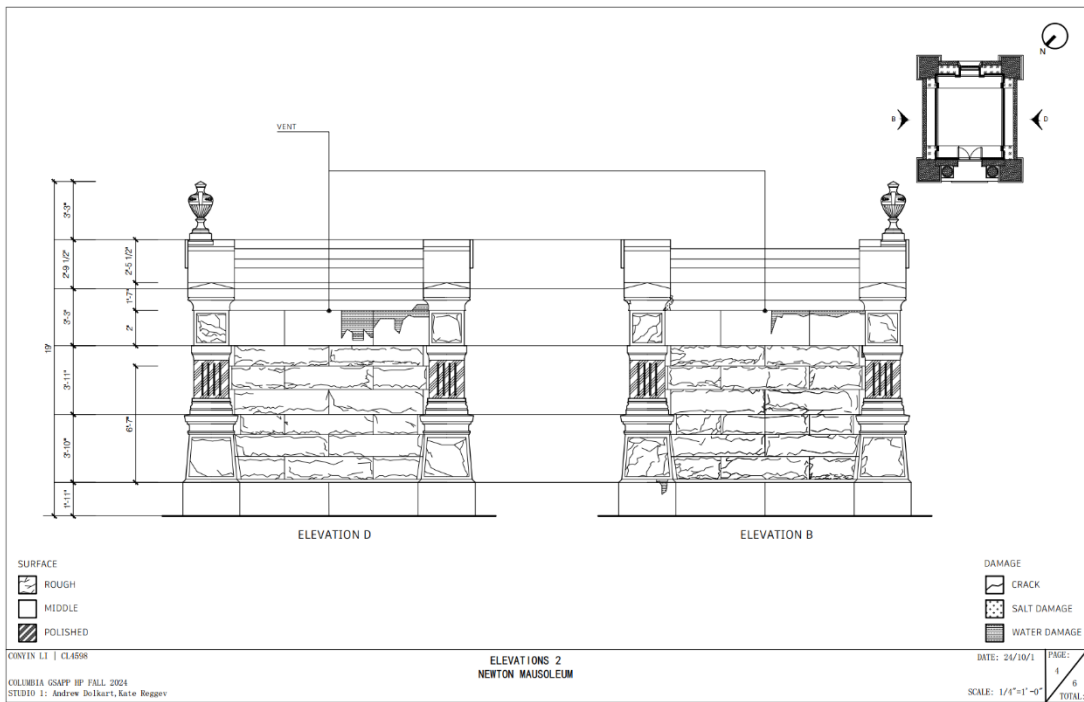 N
B
D
VENT
3'-3"
2'-9 1/2"
2'-5 1/2"
1'-7"
3'-3"
2'
19'
3'-11"
6'-7"
3'-10"
1'-11"
ELEVATION D
ELEVATION B
SURFACE
ROUGH
MIDDLE
POLISHED
DAMAGE
CRACK
SALT DAMAGE
WATER DAMAGE
CONYIN LI | CL4598
COLUMBIA GSAPP HP FALL 2024
STUDIO 1: Andrew Dolkart,Kate Reggev
ELEVATIONS 2
NEWTON MAUSOLEUM
DATE: 24/10/1
SCALE: 1/4"=1'-0"
PAGE:
4
6
TOTAL: